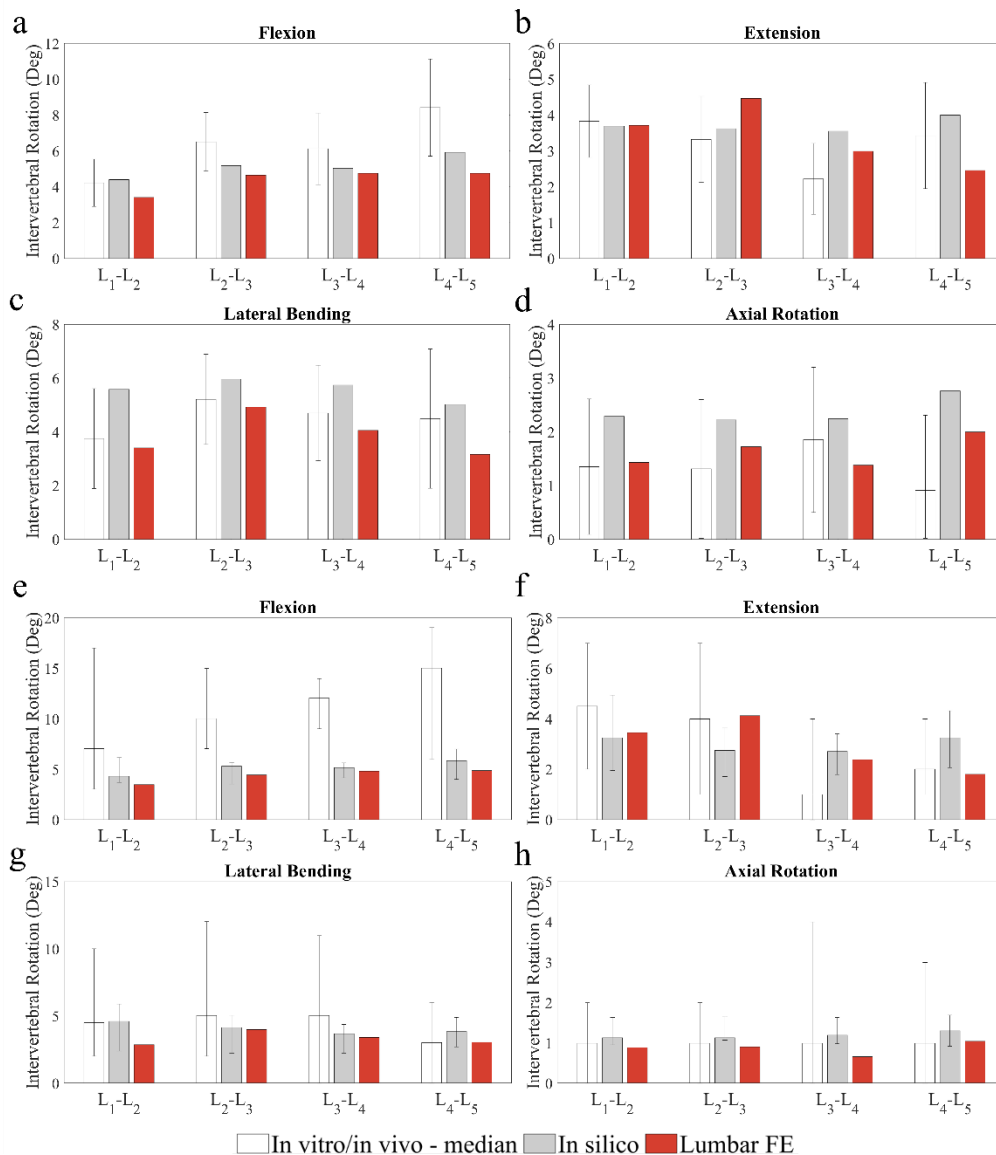 a
Flexion
Intervertebral Rotation (Deg)
12
10
8
6
4
2
0
L1-L2
L2-L3
L3-L4
L4-L5
b
Extension
Intervertebral Rotation (Deg)
6
5
4
3
2
1
0
L1-L2
L2-L3
L3-L4
L4-L5
c
Lateral Bending
Intervertebral Rotation (Deg)
8
6
4
2
0
L1-L2
L2-L3
L3-L4
L4-L5
d
Axial Rotation
Intervertebral Rotation (Deg)
4
3
2
1
0
L1-L2
L2-L3
L3-L4
L4-L5
e
Flexion
Intervertebral Rotation (Deg)
20
15
10
5
0
L1-L2
L2-L3
L3-L4
L4-L5
f
Extension
Intervertebral Rotation (Deg)
8
6
4
2
0
L1-L2
L2-L3
L3-L4
L4-L5
g
Lateral Bending
Intervertebral Rotation (Deg)
15
10
5
0
L1-L2
L2-L3
L3-L4
L4-L5
h
Axial Rotation
Intervertebral Rotation (Deg)
5
4
3
2
1
0
L1-L2
L2-L3
L3-L4
L4-L5
In vitro/in vivo - median
In silico
Lumbar FE